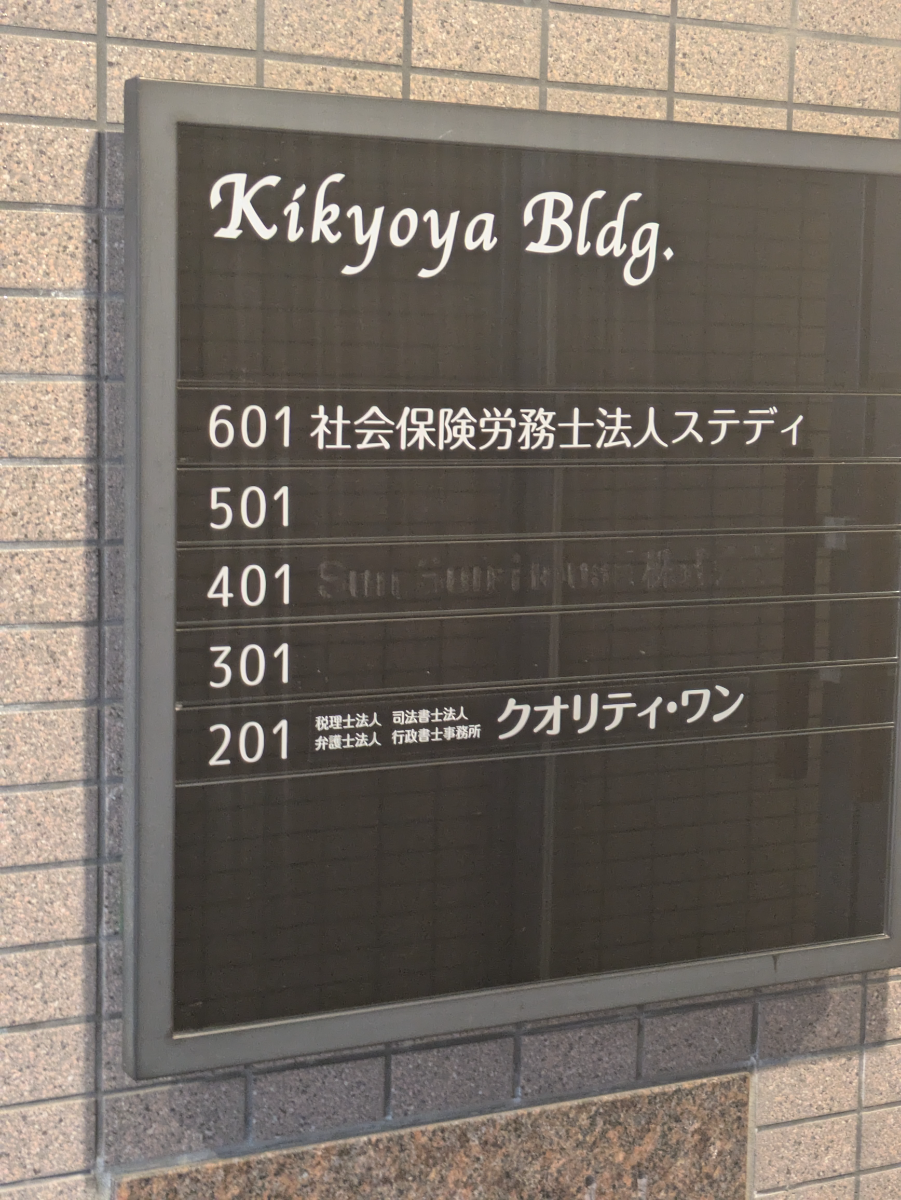 Kikyoya Bldg.
601 社会保険労務士法人ステディ
501
401
301
201 税理士法人 司法書士法人 クオリティ・ワン
弁護士法人 行政書士事務所